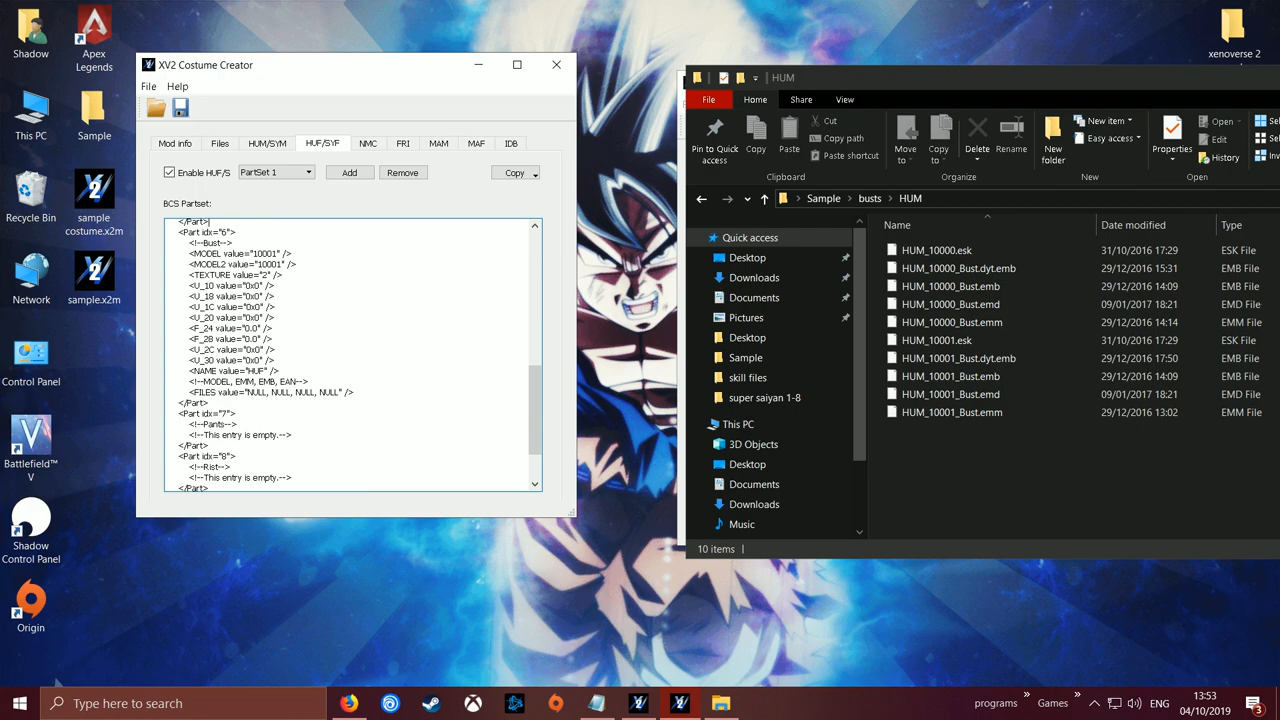 Shadow
Apex
Legends
This PC
Sample
Recycle Bin
sample
costume.x2m
Network
sample.x2m
Control Panel
Battlefield™
V
Shadow
Control Panel
Origin
xenoverse 2
XV2 Costume Creator
File Help
Mod info Files HUM/SYM HUF/SYF NMC FRI MAM MAF IDB
Enable HUF/S PartSet 1 Add Remove Copy
BCS Partset:
</Part>
<Part idx="6">
<!--Bust-->
<MODEL value="10001" />
<MODEL2 value="10001" />
<TEXTURE value="2" />
<U_10 value="0x0" />
<U_18 value="0x0" />
<U_1C value="0x0" />
<U_20 value="0x0" />
<F_24 value="0.0" />
<F_28 value="0.0" />
<U_2C value="0x0" />
<U_30 value="0x0" />
<NAME value="HUF" />
<!--MODEL, EMM, EMB, EAN-->
<FILES value="NULL, NULL, NULL, NULL" />
</Part>
<Part idx="7">
<!--Pants-->
<!--This entry is empty.-->
</Part>
<Part idx="8">
<!--Rist-->
<!--This entry is empty.-->
</Part>
HUM
File Home Share View
Pin to Quick
access
Copy
Paste
Cut
Copy path
Paste shortcut
Clipboard
Move
to
Copy
to
Delete
Rename
Organize
New
folder
New item
Easy access
New
Properties
Open
Edit
History
Open
Sel
Sel
Inv
Sample > busts > HUM
Quick access
Desktop
Downloads
Documents
Pictures
Desktop
Sample
skill files
super saiyan 1-8
This PC
3D Objects
Desktop
Documents
Downloads
Music
Name Date modified Type
HUM_10000.esk 31/10/2016 17:29 ESK File
HUM_10000_Bust.dyt.emb 29/12/2016 15:31 EMB File
HUM_10000_Bust.emb 29/12/2016 14:09 EMB File
HUM_10000_Bust.emd 09/01/2017 18:21 EMD File
HUM_10000_Bust.emm 29/12/2016 14:14 EMM File
HUM_10001.esk 31/10/2016 17:29 ESK File
HUM_10001_Bust.dyt.emb 29/12/2016 17:50 EMB File
HUM_10001_Bust.emb 29/12/2016 14:09 EMB File
HUM_10001_Bust.emd 09/01/2017 18:21 EMD File
HUM_10001_Bust.emm 29/12/2016 13:02 EMM File
10 items
Type here to search
programs » Games » ENG 13:53
04/10/2019
3